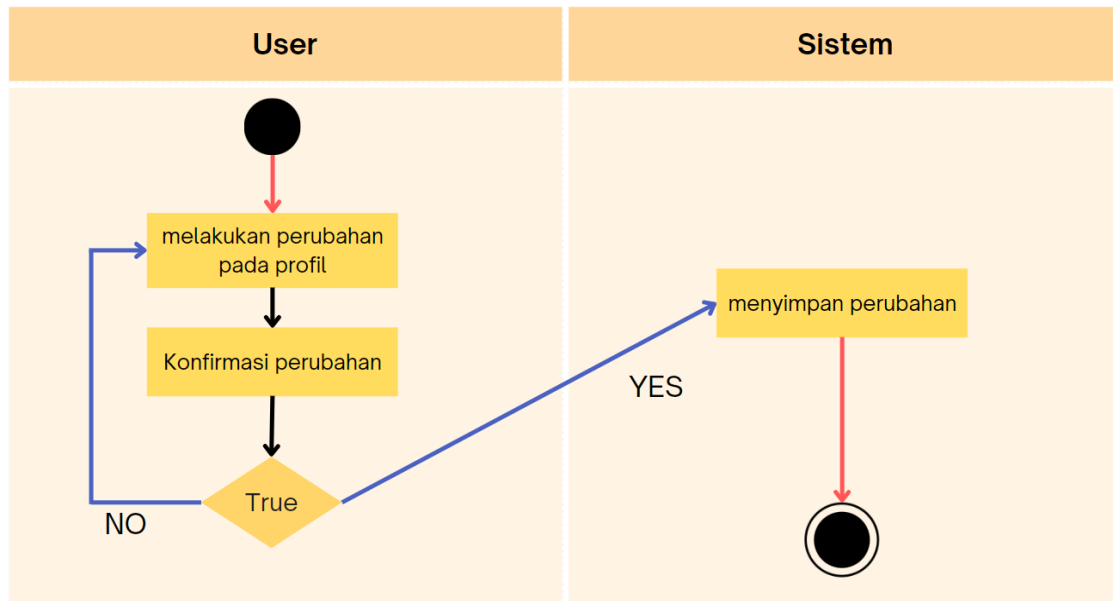 User
Sistem
melakukan perubahan
pada profil
menyimpan perubahan
Konfirmasi perubahan
YES
True
NO